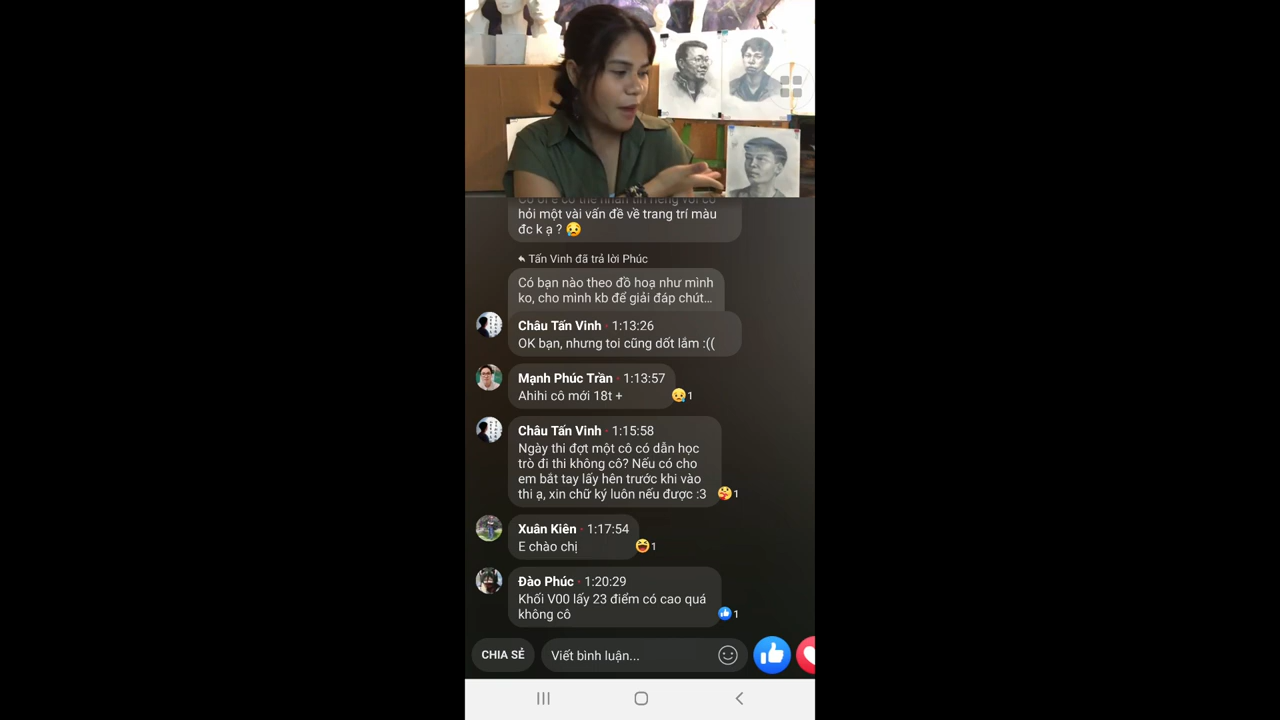 hỏi một vài vấn đề về trang trí màu
đc k ạ ? 😥
Tấn Vinh đã trả lời Phúc
Có bạn nào theo đồ hoạ như mình
ko, cho mình kb để giải đáp chút...
Châu Tấn Vinh · 1:13:26
OK bạn, nhưng toi cũng dốt lắm :((
Mạnh Phúc Trần · 1:13:57
Ahihi cô mới 18t +
1
Châu Tấn Vinh · 1:15:58
Ngày thi đợt một cô có dẫn học
trò đi thi không cô? Nếu có cho
em bắt tay lấy hên trước khi vào
thi ạ, xin chữ ký luôn nếu được :3
1
Xuân Kiên · 1:17:54
E chào chị
1
Đào Phúc · 1:20:29
Khối V00 lấy 23 điểm có cao quá
không cô
1
CHIA SẺ
Viết bình luận...